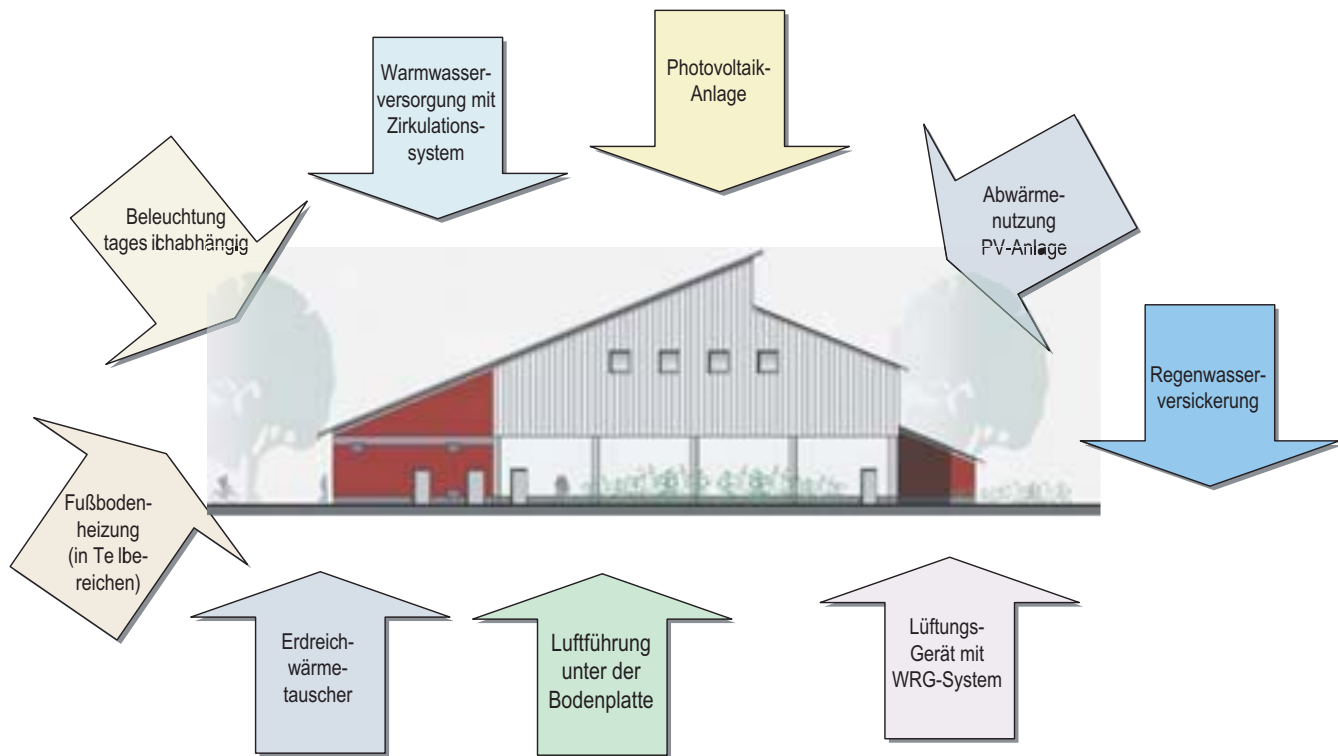 Warmwasser-
versorgung mit
Zirkulations-
system
Photovoltaik-
Anlage
Beleuchtung
tages ichabhängig
Abwärme-
nutzung
PV-Anlage
Regenwasser-
versickerung
Fußboden-
heizung
(in Te lbe-
reichen)
Erdreich-
wärme-
tauscher
Luftführung
unter der
Bodenplatte
Lüftungs-
Gerät mit
WRG-System